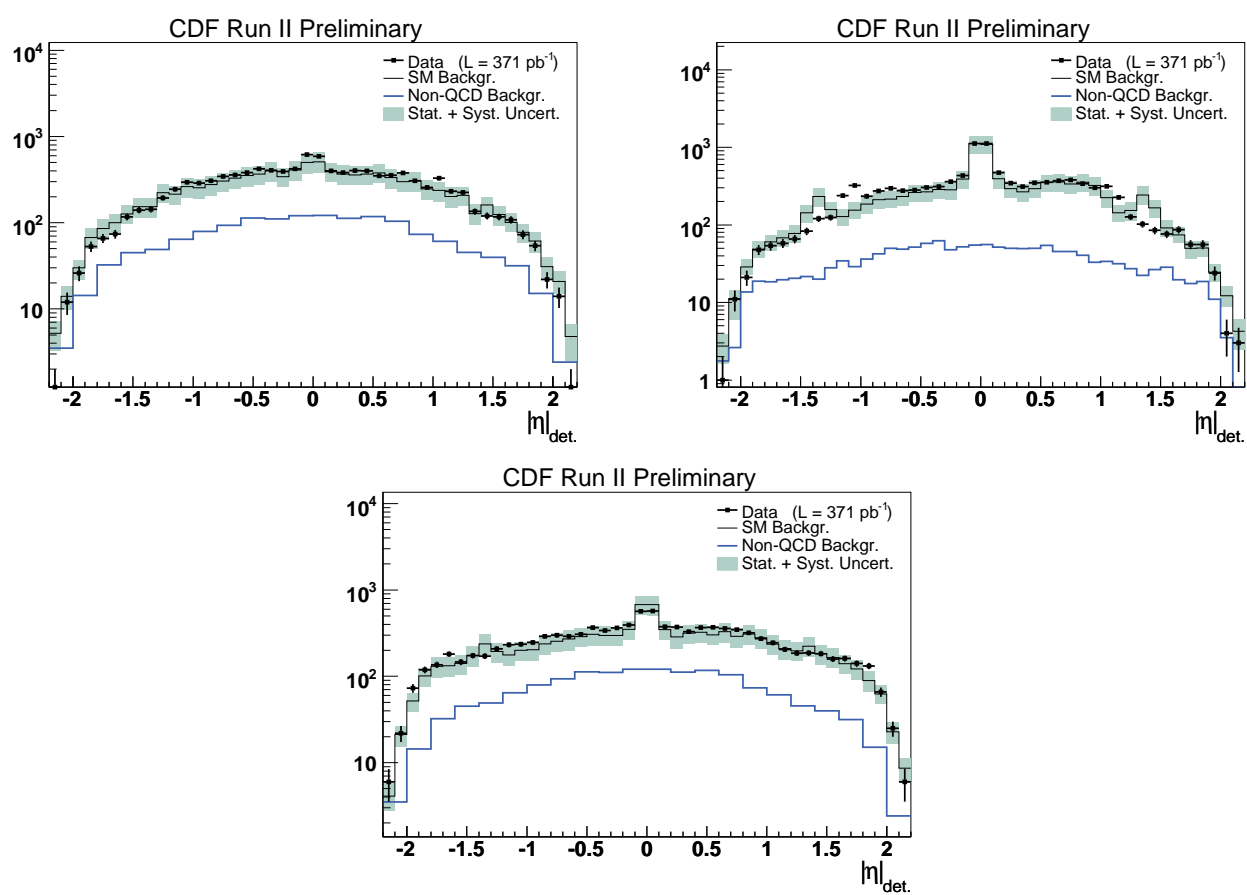 CDF Run II Preliminary
10⁴
Data (L = 371 pb⁻¹)
SM Backgr.
Non-QCD Backgr.
Stat. + Syst. Uncert.
10³
10²
10
-2 -1.5 -1 -0.5 0 0.5 1 1.5 2
|η|det.
CDF Run II Preliminary
10⁴
Data (L = 371 pb⁻¹)
SM Backgr.
Non-QCD Backgr.
Stat. + Syst. Uncert.
10³
10²
10
1
-2 -1.5 -1 -0.5 0 0.5 1 1.5 2
|η|det.
CDF Run II Preliminary
10⁴
Data (L = 371 pb⁻¹)
SM Backgr.
Non-QCD Backgr.
Stat. + Syst. Uncert.
10³
10²
10
-2 -1.5 -1 -0.5 0 0.5 1 1.5 2
|η|det.